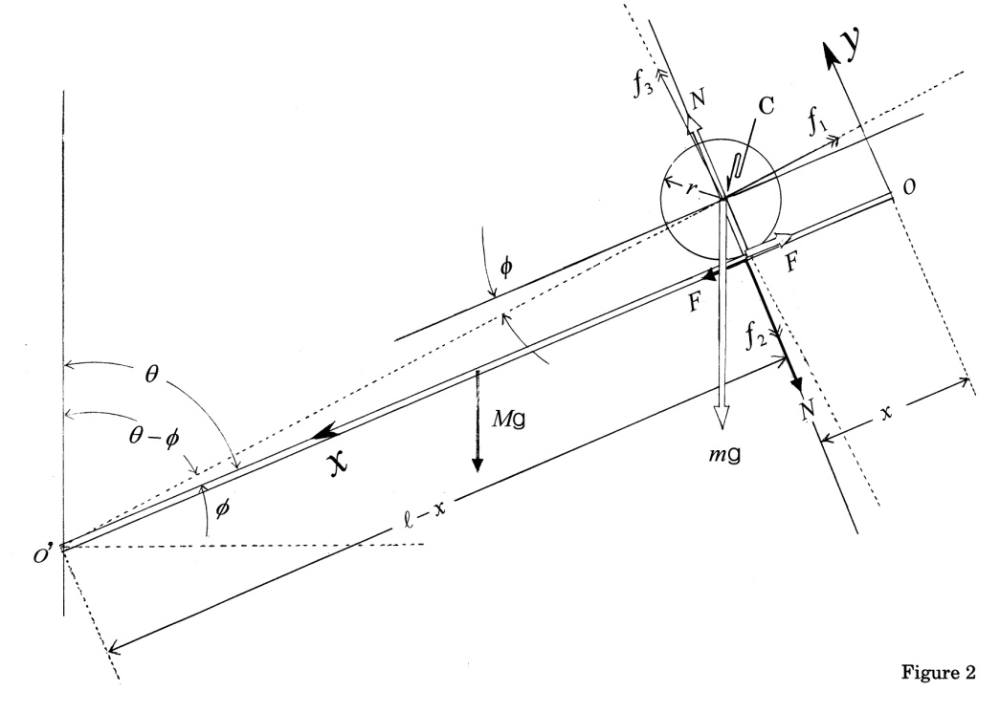 y
f₃
N
C
f₁
r
O
ϕ
F
F
f₂
θ
Mg
N
x
θ – ϕ
x
mg
ϕ
ℓ – x
O'
Figure 2